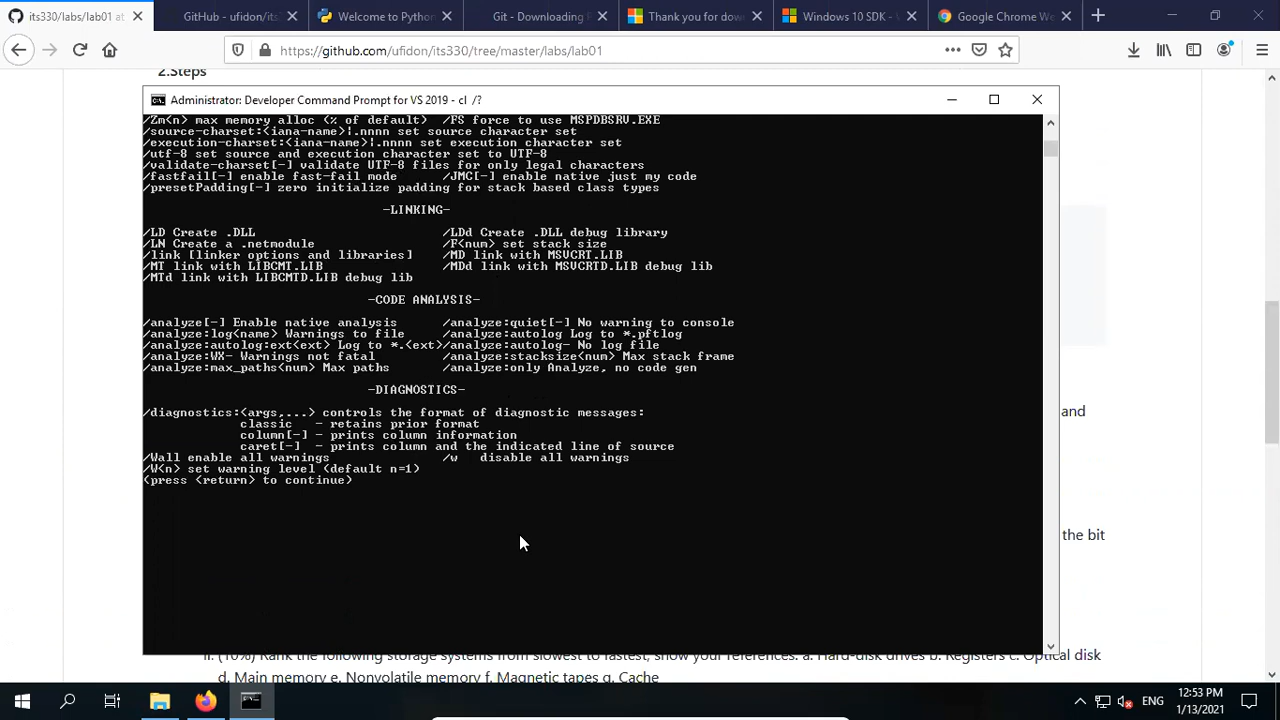 its330/labs/lab01 at
GitHub - ufidon/its
Welcome to Python
Git - Downloading P
Thank you for dow
Windows 10 SDK -
Google Chrome We
https://github.com/ufidon/its330/tree/master/labs/lab01
2.Steps
Administrator: Developer Command Prompt for VS 2019 - cl /?
/Zm<n> max memory alloc (% of default) /FS force to use MSPDBSRV.EXE
/source-charset:<iana-name>|.nnnn set source character set
/execution-charset:<iana-name>|.nnnn set execution character set
/utf-8 set source and execution character set to UTF-8
/validate-charset[-] validate UTF-8 files for only legal characters
/fastfail[-] enable fast-fail mode /JMC[-] enable native just my code
/presetPadding[-] zero initialize padding for stack based class types
-LINKING-
/LD Create .DLL /LDd Create .DLL debug library
/LN Create a .netmodule /F<num> set stack size
/link [linker options and libraries] /MD link with MSVCRT.LIB
/MT link with LIBCMT.LIB /MDd link with MSVCRTD.LIB debug lib
/MTd link with LIBCMTD.LIB debug lib
-CODE ANALYSIS-
/analyze[-] Enable native analysis /analyze:quiet[-] No warning to console
/analyze:log<name> Warnings to file /analyze:autolog Log to *.pftlog
/analyze:autolog:ext<ext> Log to *.<ext>/analyze:autolog- No log file
/analyze:WX- Warnings not fatal /analyze:stacksize<num> Max stack frame
/analyze:max_paths<num> Max paths /analyze:only Analyze, no code gen
-DIAGNOSTICS-
/diagnostics:<args,...> controls the format of diagnostic messages:
classic - retains prior format
column[-] - prints column information
caret[-] - prints column and the indicated line of source
/Wall enable all warnings /w disable all warnings
/W<n> set warning level (default n=1)
(press <return> to continue)
and
the bit
ii. (10%) Rank the following storage systems from slowest to fastest, show your references. a. Hard-disk drives b. Registers c. Optical disk
d. Main memory e. Nonvolatile memory f. Magnetic tapes g. Cache
ENG
12:53 PM
1/13/2021